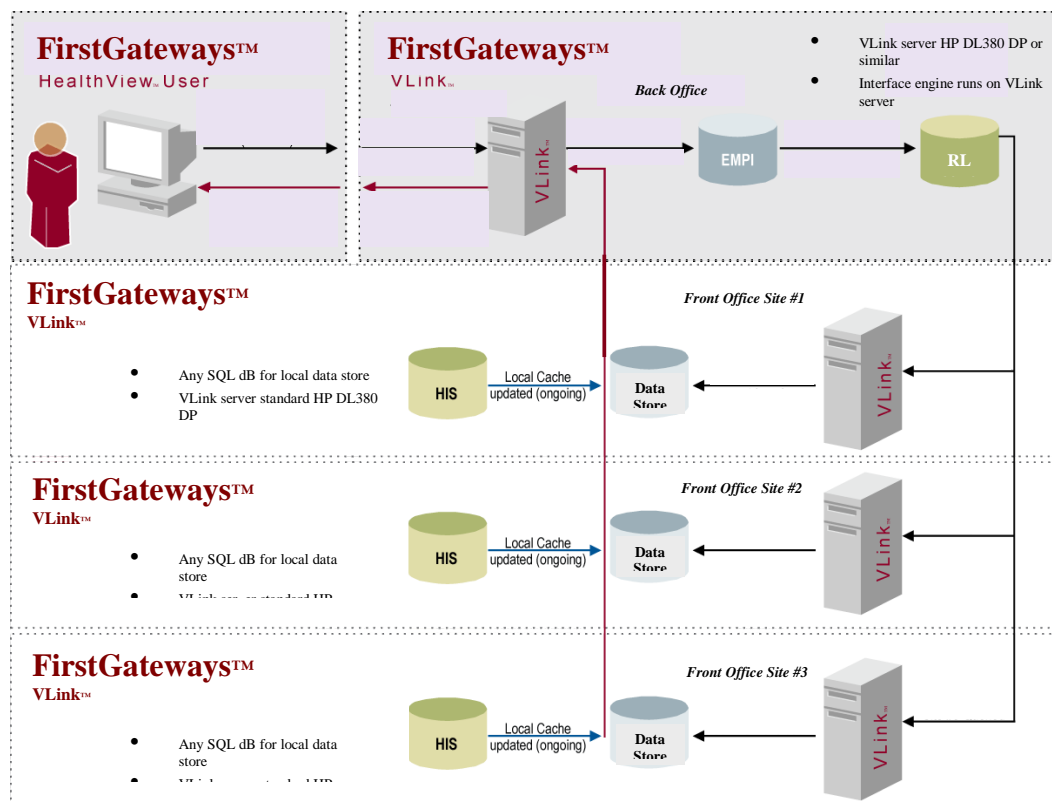 FirstGateways™
HealthView™ User
FirstGateways™
VLink™
Back Office
• VLink server HP DL380 DP or
similar
• Interface engine runs on VLink
server
VLink™
EMPI
RL
FirstGateways™
VLink™
Front Office Site #1
• Any SQL dB for local data store
• VLink server standard HP DL380
DP
HIS
Local Cache
updated (ongoing)
Data
Store
VLink™
FirstGateways™
VLink™
Front Office Site #2
• Any SQL dB for local data
store
• VLink server standard HP
HIS
Local Cache
updated (ongoing)
Data
Store
VLink™
FirstGateways™
VLink™
Front Office Site #3
• Any SQL dB for local data
store
HIS
Local Cache
updated (ongoing)
Data
Store
VLink™